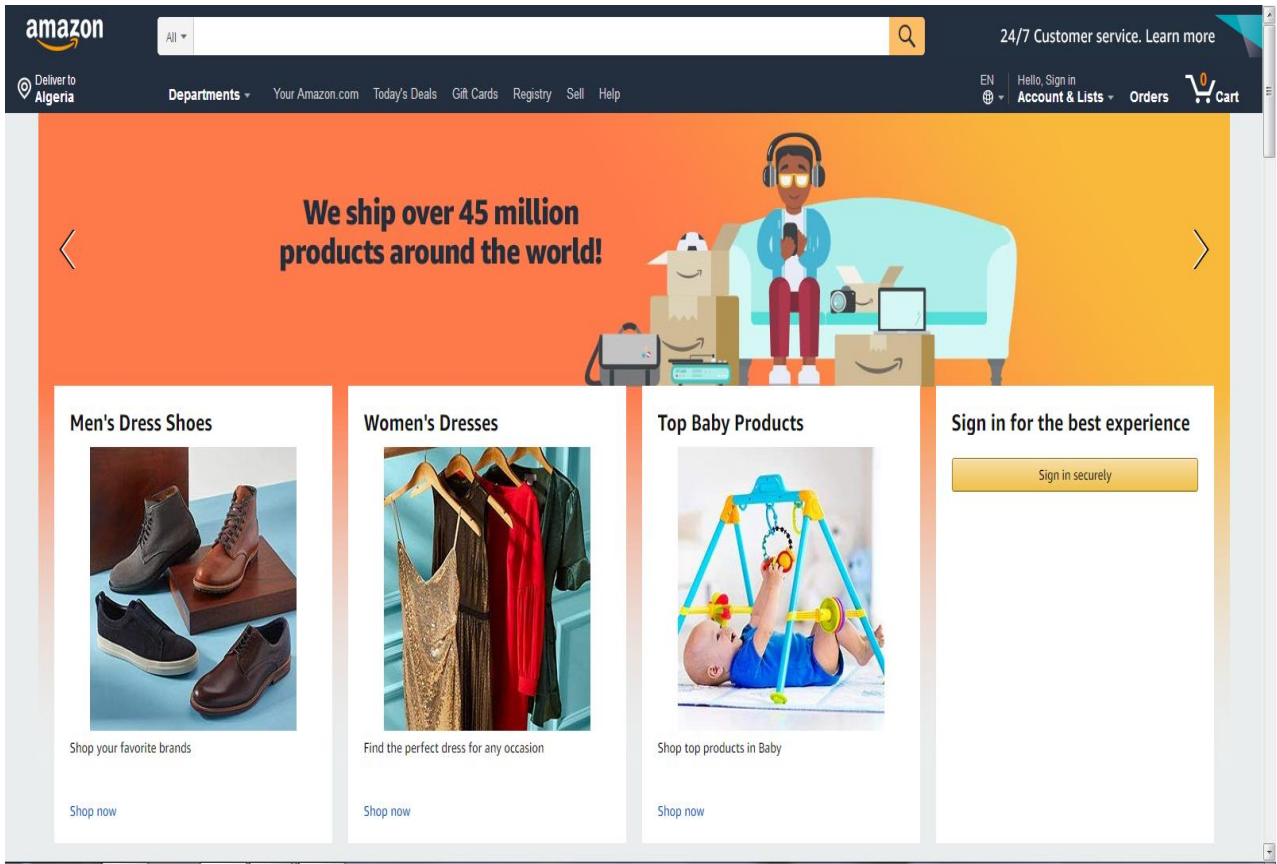 amazon
All
24/7 Customer service. Learn more
Deliver to
Algeria
Departments Your Amazon.com Today's Deals Gift Cards Registry Sell Help
EN
Hello, Sign in
Account & Lists
Orders
0
Cart
We ship over 45 million
products around the world!
Men's Dress Shoes
Shop your favorite brands
Shop now
Women's Dresses
Find the perfect dress for any occasion
Shop now
Top Baby Products
Shop top products in Baby
Shop now
Sign in for the best experience
Sign in securely